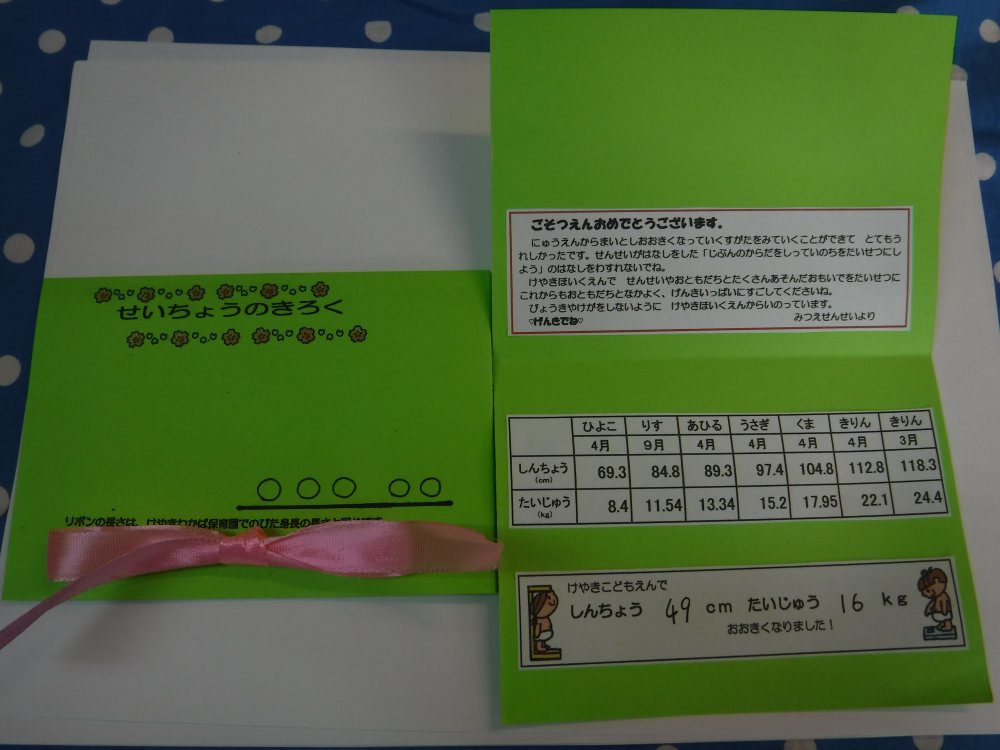 せいちょうのきろく
○○○ ○○
リボンの長さは、けやきわかば保育園でのびた身長の長さと同じです
こそつえんおめでとうございます。
にゅうえんからまいとしおおきくなっていくすがたをみていくことができて とてもう
れしかったです。せんせいがはなしをした「じぶんのからだをしっていのちをたいせつにし
よう」のはなしをわすれないでね。
けやきほいくえんで せんせいやおともだちとたくさんあそんだおもいでをたいせつに
これからもおともだちとなかよく、げんきいっぱいにすごしてくださいね。
びょうきやけがをしないように けやきほいくえんからいのっています。
♡げんきでね♡ みつえせんせいより
ひよこ りす あひる うさぎ くま きりん きりん
4月 9月 4月 4月 4月 4月 3月
しんちょう(cm) 69.3 84.8 89.3 97.4 104.8 112.8 118.3
たいじゅう(kg) 8.4 11.54 13.34 15.2 17.95 22.1 24.4
けやきこどもえんで
しんちょう 49 cm たいじゅう 16 kg
おおきくなりました！